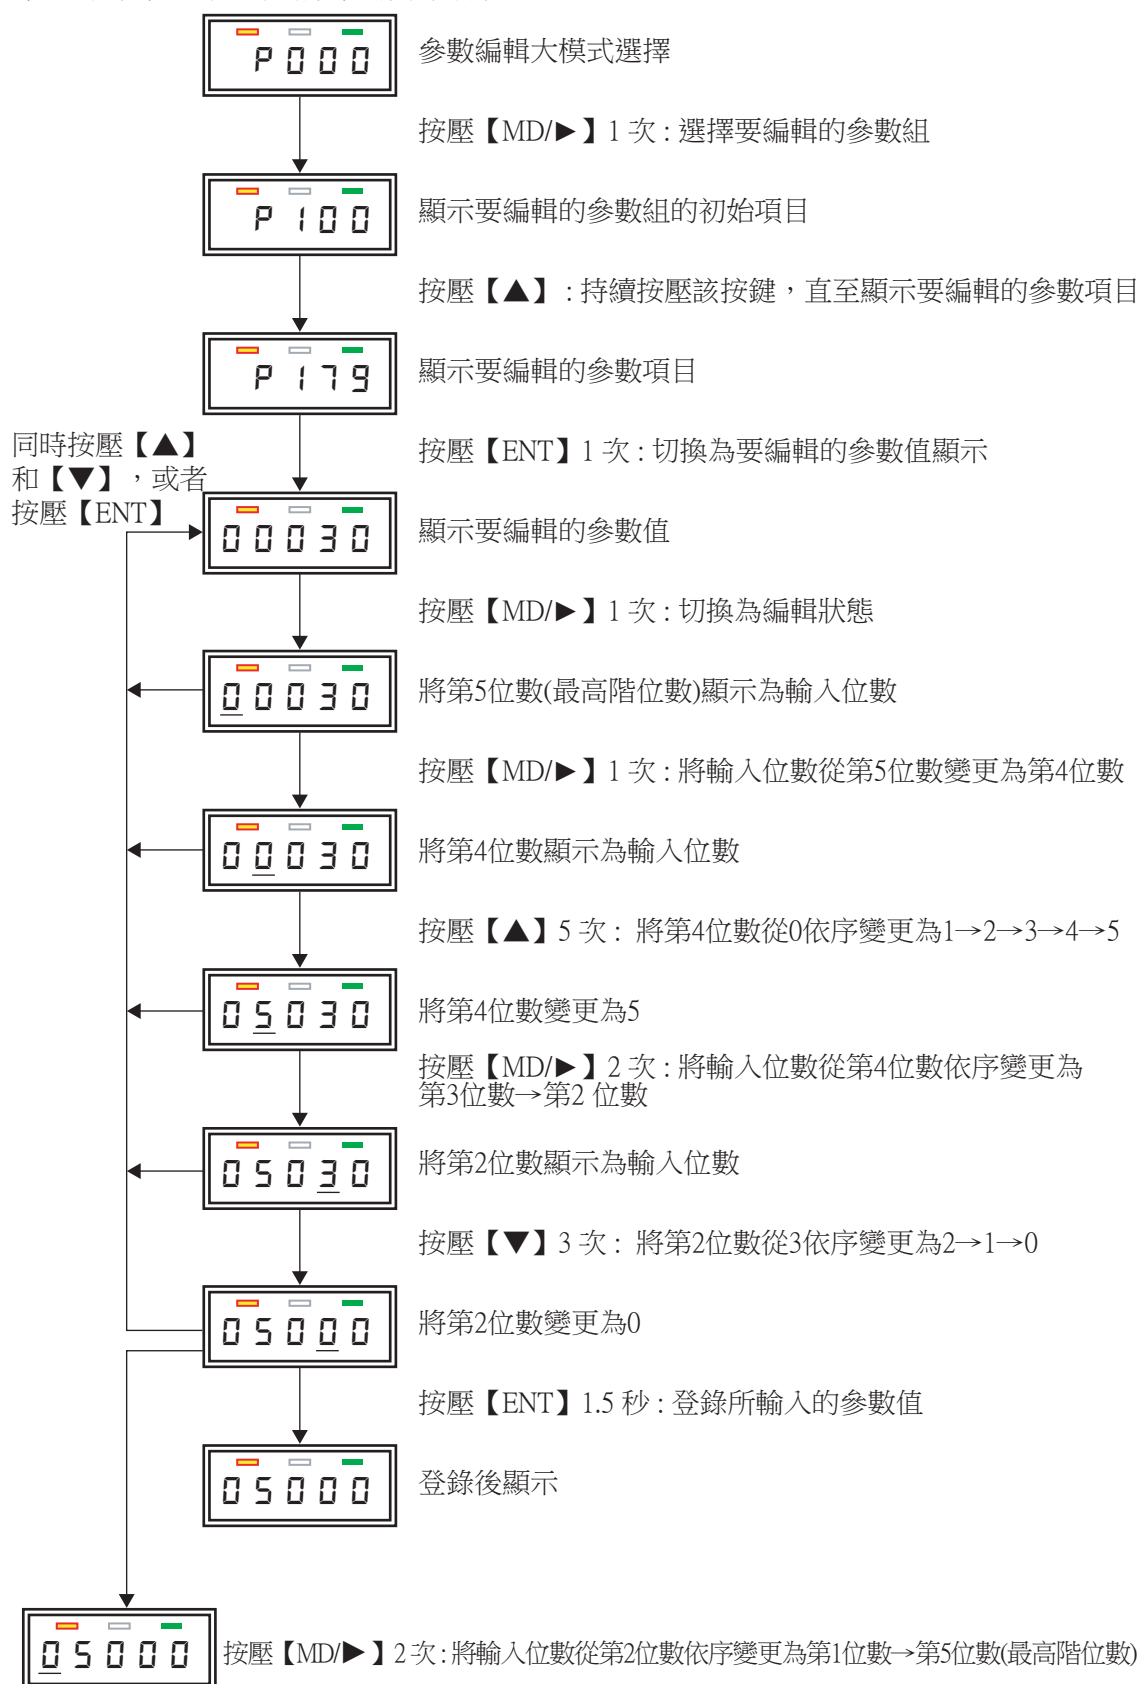 P000
參數編輯大模式選擇
按壓【MD/►】1 次 : 選擇要編輯的參數組
P100
顯示要編輯的參數組的初始項目
按壓【▲】 : 持續按壓該按鍵，直至顯示要編輯的參數項目
P179
顯示要編輯的參數項目
同時按壓【▲】
和【▼】，或者
按壓【ENT】
按壓【ENT】1 次 : 切換為要編輯的參數值顯示
00030
顯示要編輯的參數值
按壓【MD/►】1 次 : 切換為編輯狀態
00030
將第5位數(最高階位數)顯示為輸入位數
按壓【MD/►】1 次 : 將輸入位數從第5位數變更為第4位數
00030
將第4位數顯示為輸入位數
按壓【▲】5 次 : 將第4位數從0依序變更為1→2→3→4→5
05030
將第4位數變更為5
按壓【MD/►】2 次 : 將輸入位數從第4位數依序變更為
第3位數→第2 位數
05030
將第2位數顯示為輸入位數
按壓【▼】3 次 : 將第2位數從3依序變更為2→1→0
05000
將第2位數變更為0
按壓【ENT】1.5 秒 : 登錄所輸入的參數值
05000
登錄後顯示
05000
按壓【MD/►】2 次 : 將輸入位數從第2位數依序變更為第1位數→第5位數(最高階位數)